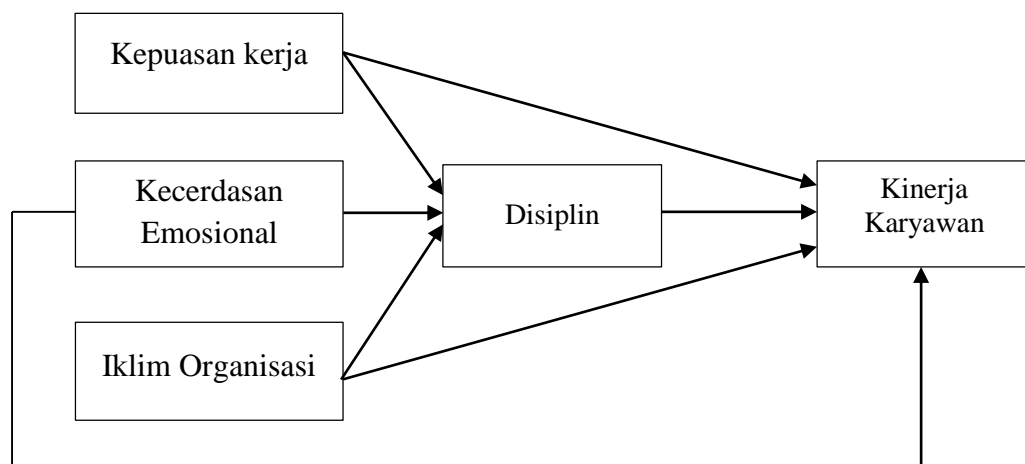 Kepuasan kerja
Kecerdasan
Emosional
Iklim Organisasi
Disiplin
Kinerja
Karyawan